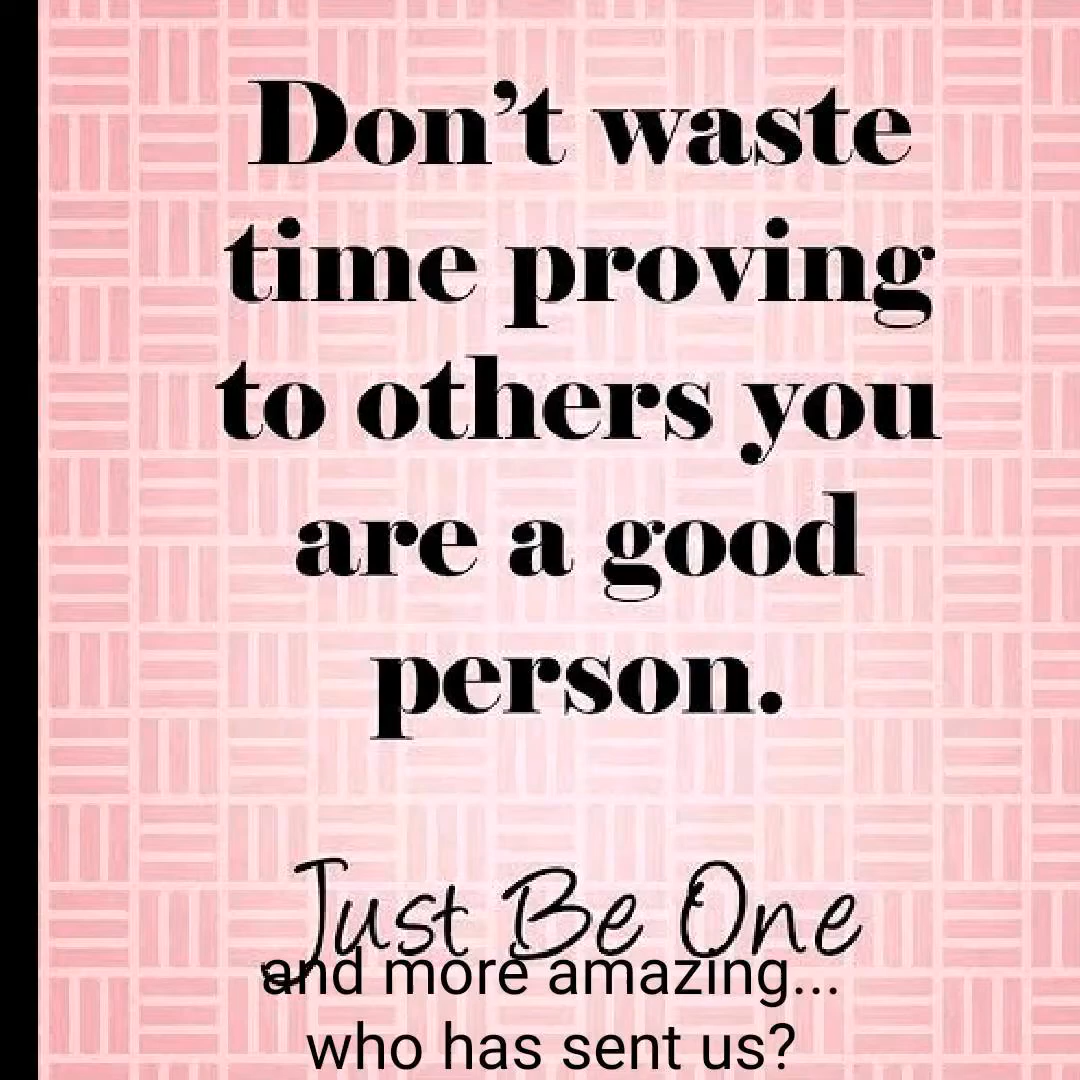 Don’t waste
time proving
to others you
are a good
person.
Just Be One
and more amazing...
who has sent us?